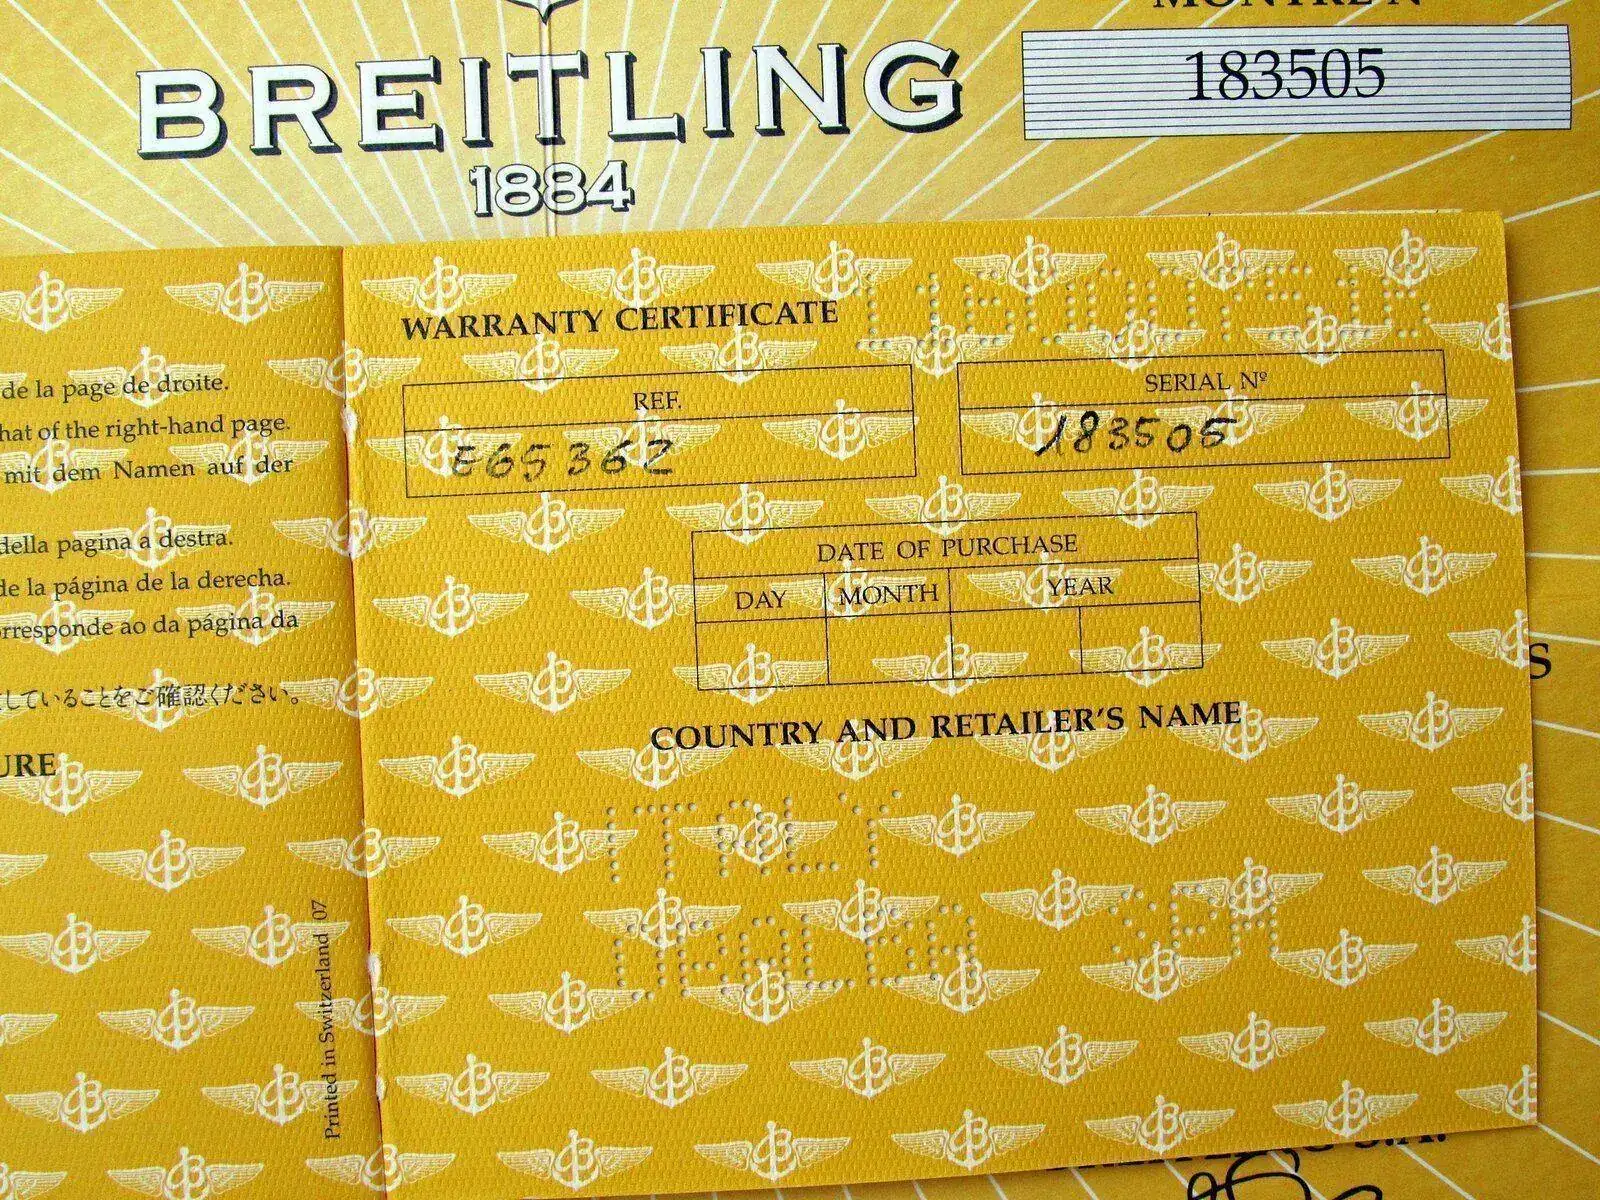 BREITLING
1884
MONTRE N
183505
de la page de droite.
hat of the right-hand page.
mit dem Namen auf der
della pagina a destra.
de la página de la derecha.
orresponde ao da página da
していることをご確認ください。
URE
Printed in Switzerland 07
WARRANTY CERTIFICATE
REF.
E65362
SERIAL Nº
183505
DATE OF PURCHASE
DAY MONTH YEAR
COUNTRY AND RETAILER'S NAME
ITALY
SPA
S